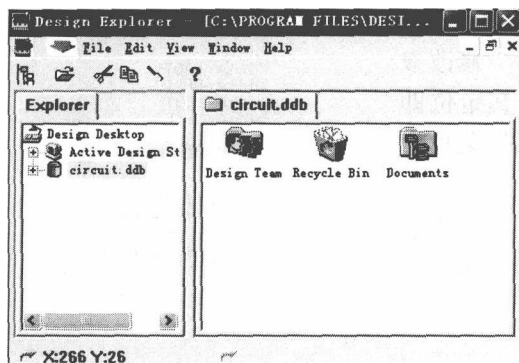 Design Explorer - [C:\PROGRAM FILES\DESI...
File Edit View Window Help
Explorer
circuit.ddb
Design Desktop
Active Design St
circuit.ddb
Design Team Recycle Bin Documents
X:266 Y:26